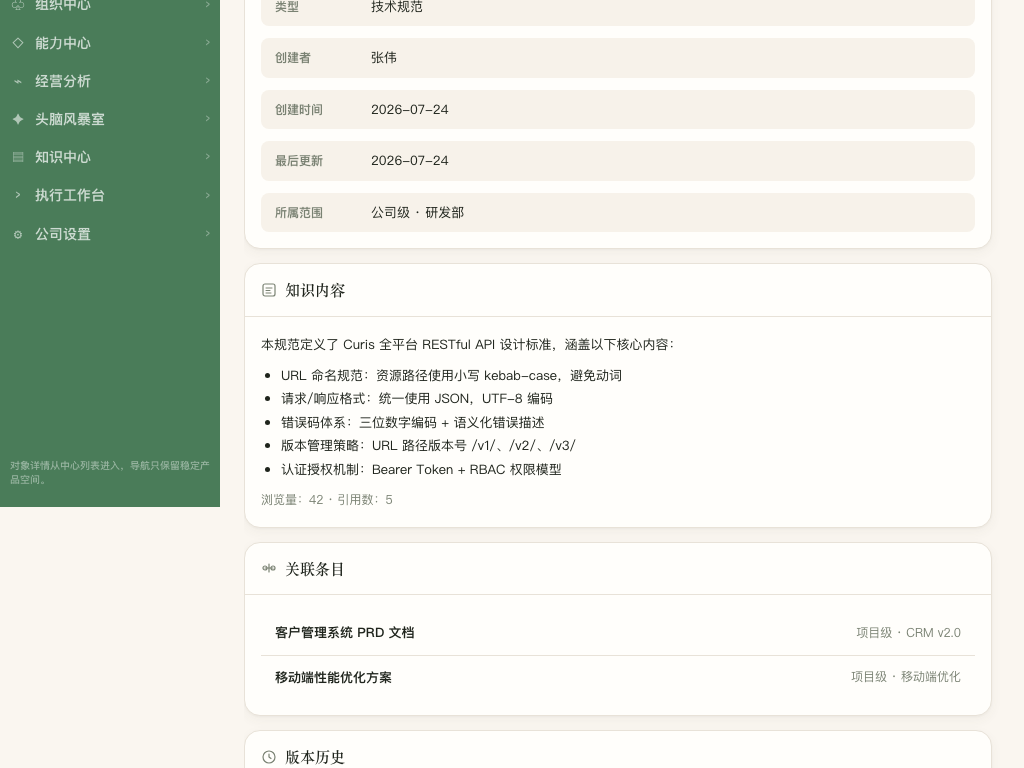 组织中心
能力中心
经营分析
头脑风暴室
知识中心
执行工作台
公司设置
对象详情从中心列表进入，导航只保留稳定产
品空间。
类型 技术规范
创建者 张伟
创建时间 2026-07-24
最后更新 2026-07-24
所属范围 公司级 · 研发部
知识内容
本规范定义了 Curis 全平台 RESTful API 设计标准，涵盖以下核心内容：
• URL 命名规范：资源路径使用小写 kebab-case，避免动词
• 请求/响应格式：统一使用 JSON，UTF-8 编码
• 错误码体系：三位数字编码 + 语义化错误描述
• 版本管理策略：URL 路径版本号 /v1/、/v2/、/v3/
• 认证授权机制：Bearer Token + RBAC 权限模型
浏览量：42 · 引用数：5
关联条目
客户管理系统 PRD 文档 项目级 · CRM v2.0
移动端性能优化方案 项目级 · 移动端优化
版本历史